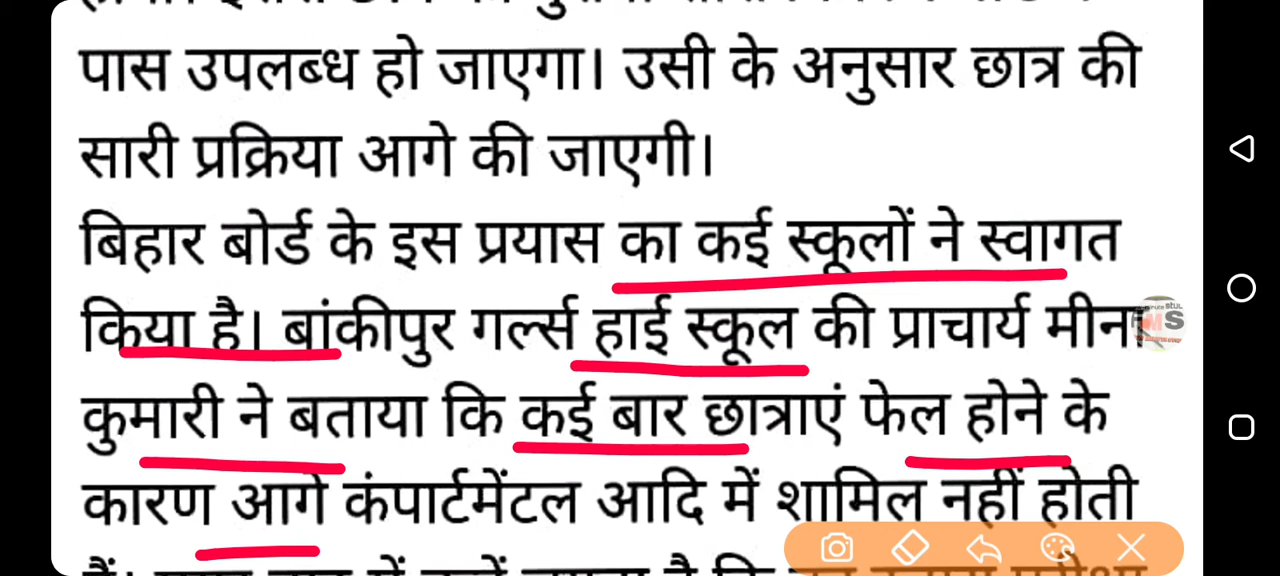 पास उपलब्ध हो जाएगा। उसी के अनुसार छात्र की
सारी प्रक्रिया आगे की जाएगी।
बिहार बोर्ड के इस प्रयास का कई स्कूलों ने स्वागत
किया है। बांकीपुर गर्ल्स हाई स्कूल की प्राचार्य मीना
कुमारी ने बताया कि कई बार छात्राएं फेल होने के
कारण आगे कंपार्टमेंटल आदि में शामिल नहीं होती